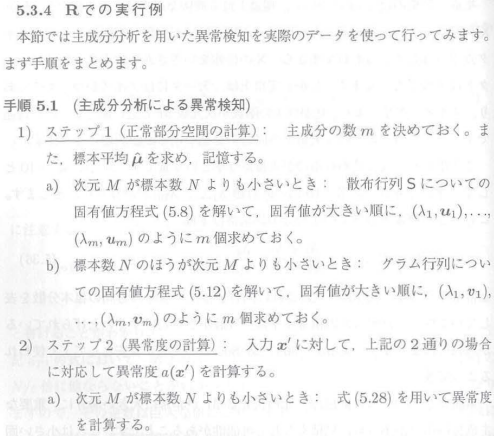 5.3.4 Rでの実行例
本節では主成分分析を用いた異常検知を実際のデータを使って行ってみます。
まず手順をまとめます。
手順 5.1 (主成分分析による異常検知)
1) ステップ 1（正常部分空間の計算）： 主成分の数 m を決めておく。ま
た，標本平均 μ̂ を求め，記憶する。
a) 次元 M が標本数 N よりも小さいとき： 散布行列 S についての
固有値方程式 (5.8) を解いて，固有値が大きい順に，(λ₁, u₁), ...,
(λₘ, uₘ) のように m 個求めておく。
b) 標本数 N のほうが次元 M よりも小さいとき： グラム行列につい
ての固有値方程式 (5.12) を解いて，固有値が大きい順に，(λ₁, v₁),
..., (λₘ, vₘ) のように m 個求めておく。
2) ステップ 2（異常度の計算）： 入力 x′ に対して，上記の 2 通りの場合
に対応して異常度 a(x′) を計算する。
a) 次元 M が標本数 N よりも小さいとき： 式 (5.28) を用いて異常度
を計算する。